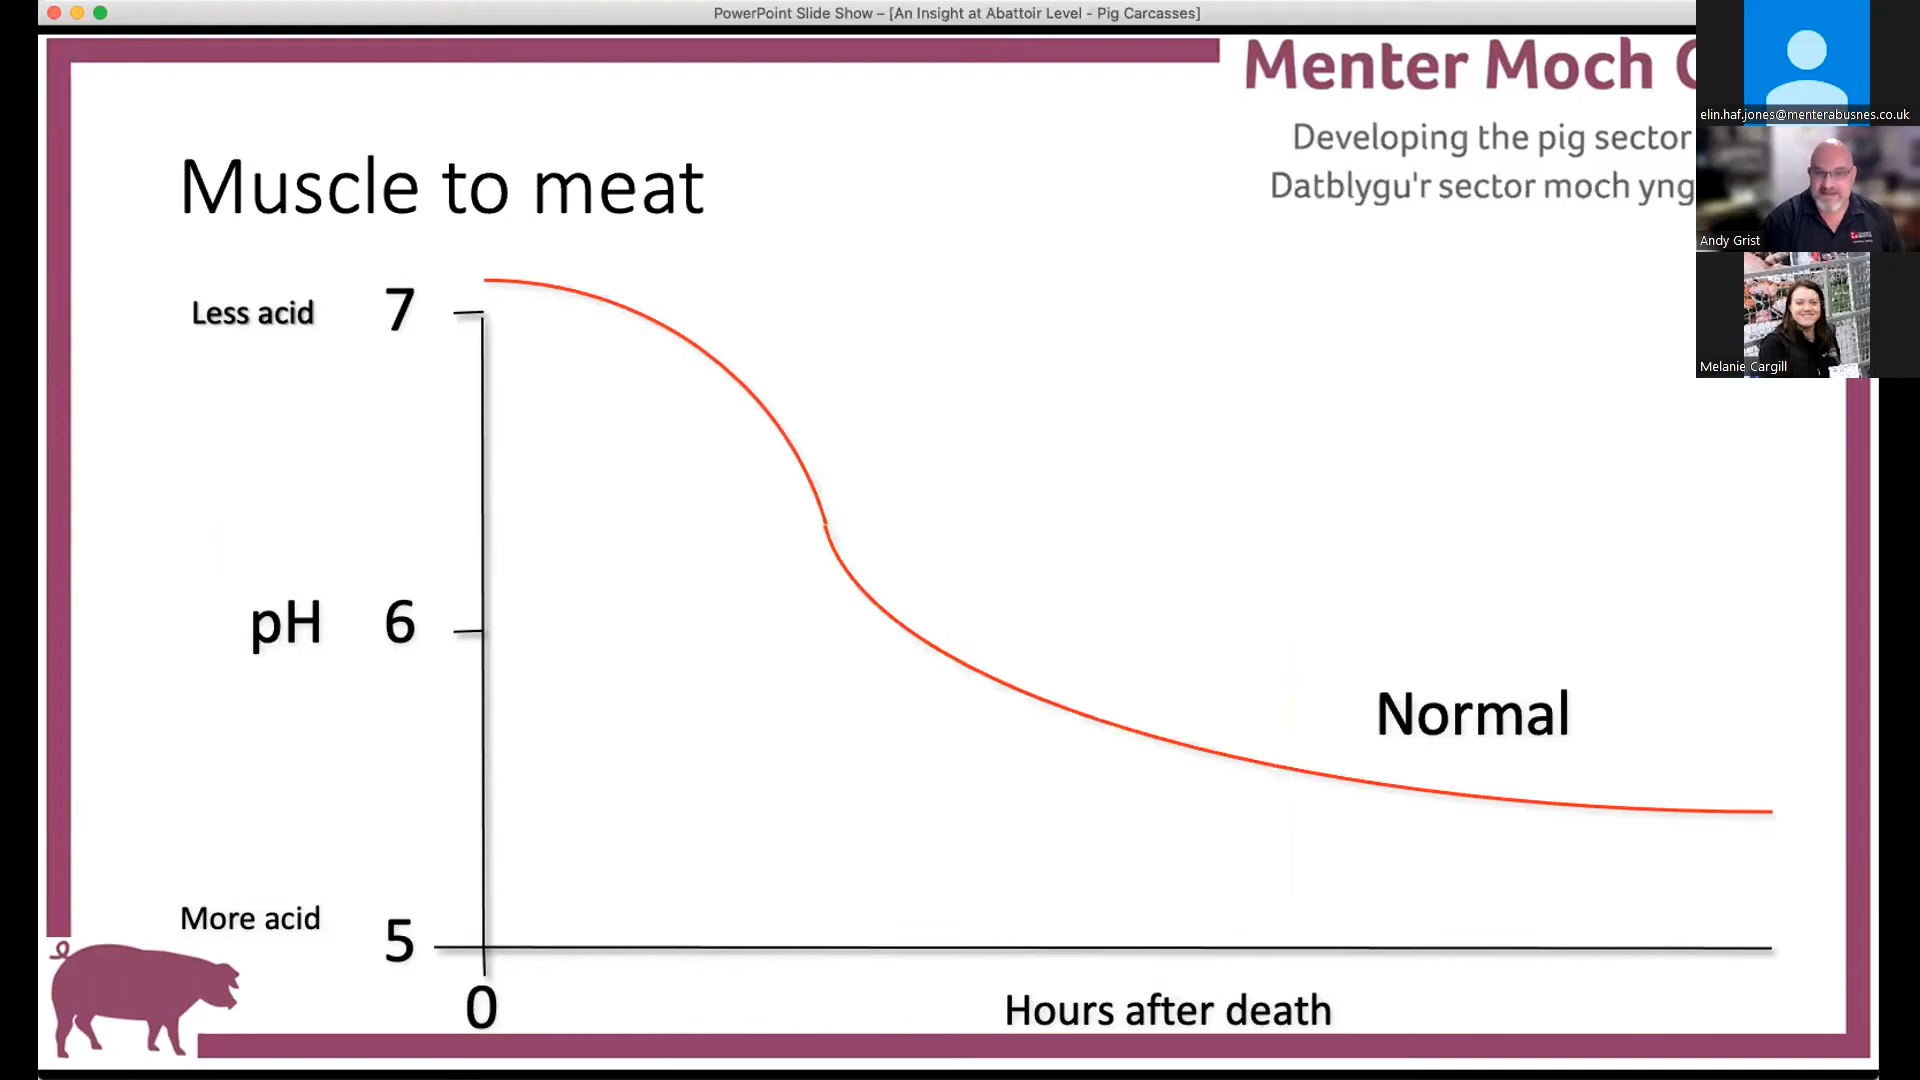 PowerPoint Slide Show – [An Insight at Abattoir Level - Pig Carcasses]
Menter Moch
Developing the pig sector
Datblygu'r sector moch yng
elin.haf.jones@menterabusnes.co.uk
Andy Grist
Melanie Cargill
Muscle to meat
Less acid 7
pH 6
Normal
More acid 5
0
Hours after death